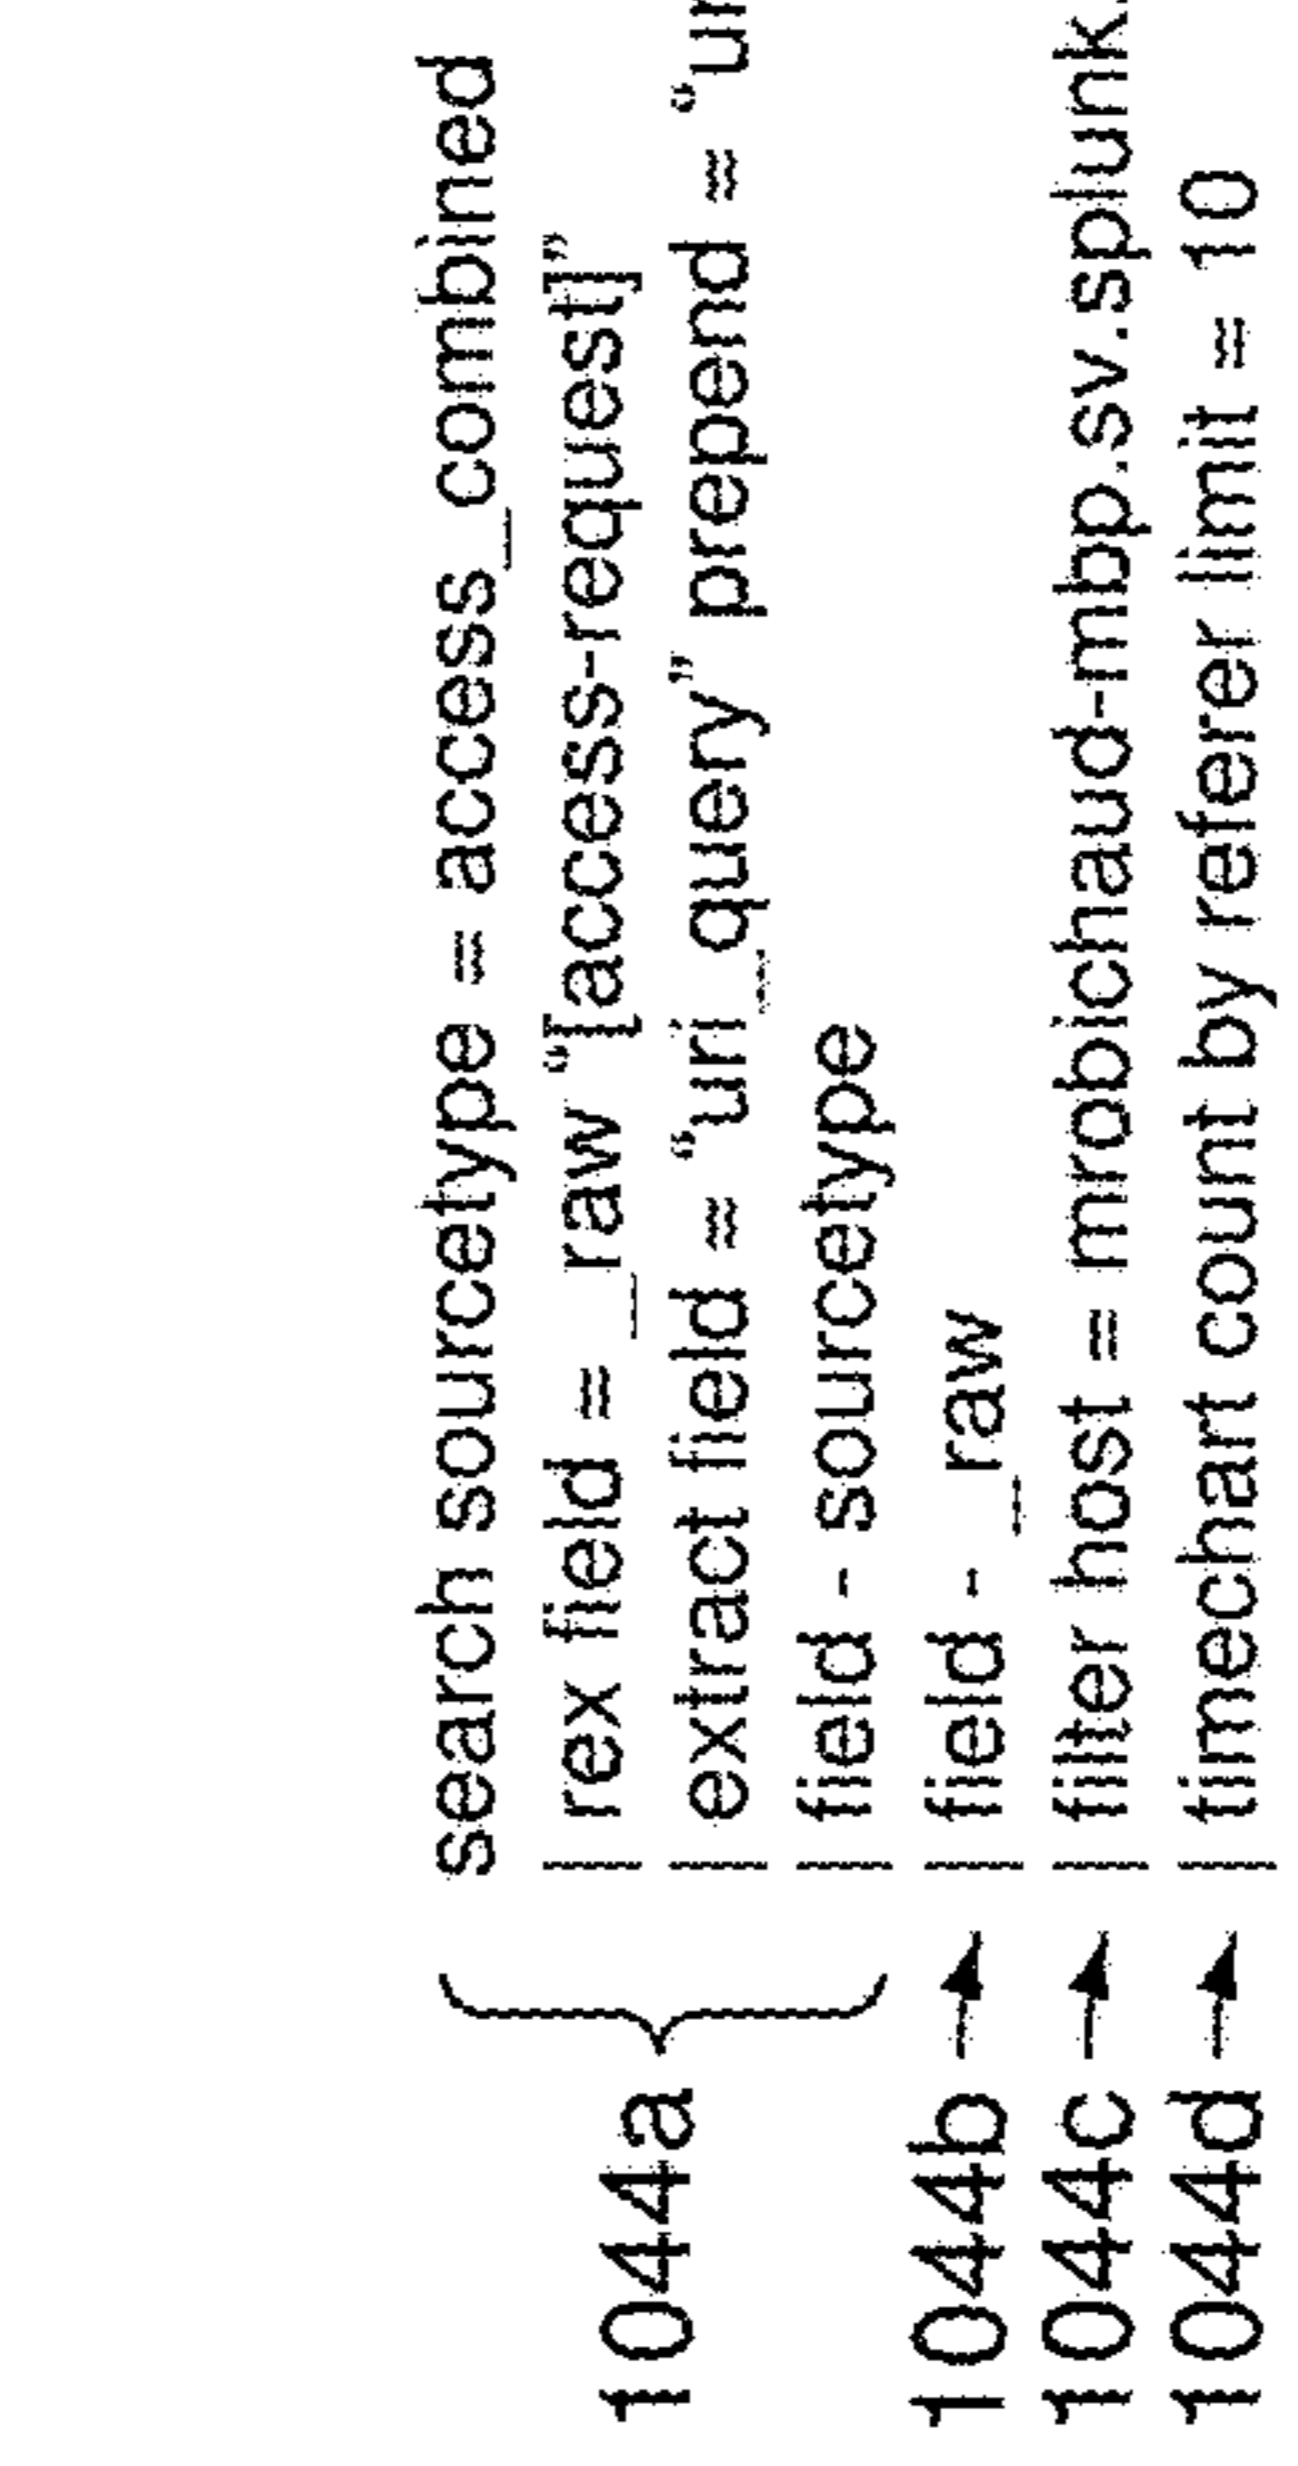 search sourcetype = access_combined
| rex field = _raw "[access-request]"
1044a | extract field = "uri_query" prepend = "ur
| field - sourcetype
1044b | field - _raw
1044c | filter host = mrobichaud-mbp.sv.splunk.
1044d | timechart count by referer limit = 10